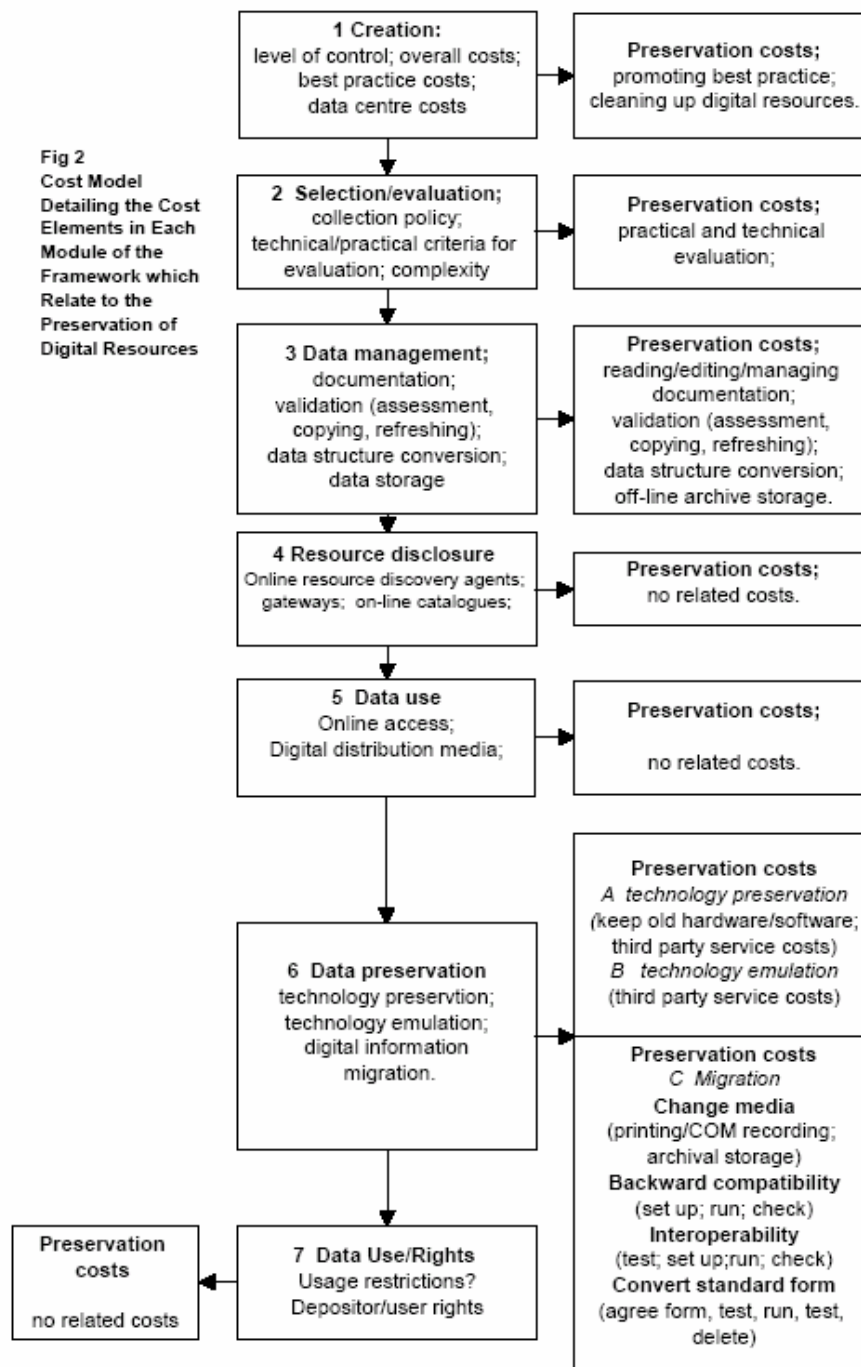 1 Creation:
level of control; overall costs;
best practice costs;
data centre costs
Preservation costs;
promoting best practice;
cleaning up digital resources.
Fig 2
Cost Model
Detailing the Cost
Elements in Each
Module of the
Framework which
Relate to the
Preservation of
Digital Resources
2 Selection/evaluation;
collection policy;
technical/practical criteria for
evaluation; complexity
Preservation costs;
practical and technical
evaluation;
3 Data management;
documentation;
validation (assessment,
copying, refreshing);
data structure conversion;
data storage
Preservation costs;
reading/editing/managing
documentation;
validation (assessment,
copying, refreshing);
data structure conversion;
off-line archive storage.
4 Resource disclosure
Online resource discovery agents;
gateways; on-line catalogues;
Preservation costs;
no related costs.
5 Data use
Online access;
Digital distribution media;
Preservation costs;
no related costs.
6 Data preservation
technology preservtion;
technology emulation;
digital information
migration.
Preservation costs
A technology preservation
(keep old hardware/software;
third party service costs)
B technology emulation
(third party service costs)
Preservation costs
C Migration
Change media
(printing/COM recording;
archival storage)
Backward compatibility
(set up; run; check)
Interoperability
(test; set up;run; check)
Convert standard form
(agree form, test, run, test,
delete)
7 Data Use/Rights
Usage restrictions?
Depositor/user rights
Preservation
costs
no related costs